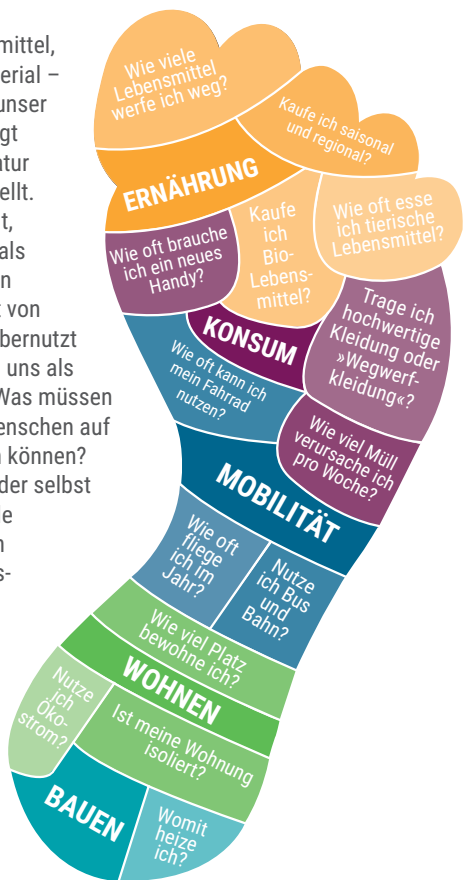 mittel,
erial –
unser
gt
atur
ellt.
t,
als
n
t von
bernutzt
uns als
Was müssen
enschen auf
n können?
der selbst
e
n
s-
Wie viele
Lebensmittel
werfe ich weg?
Kaufe ich saisonal
und regional?
ERNÄHRUNG
Kaufe
ich
Bio-
Lebens-
mittel?
Wie oft esse
ich tierische
Lebensmittel?
Wie oft brauche
ich ein neues
Handy?
KONSUM
Trage ich
hochwertige
Kleidung oder
»Wegwerf-
kleidung«?
Wie oft kann ich
mein Fahrrad
nutzen?
Wie viel Müll
verursache ich
pro Woche?
MOBILITÄT
Wie oft
fliege
ich im
Jahr?
Nutze
ich Bus
und
Bahn?
Wie viel Platz
bewohne ich?
WOHNEN
Nutze
ich
Öko-
strom?
Ist meine Wohnung
isoliert?
BAUEN
Womit
heize
ich?